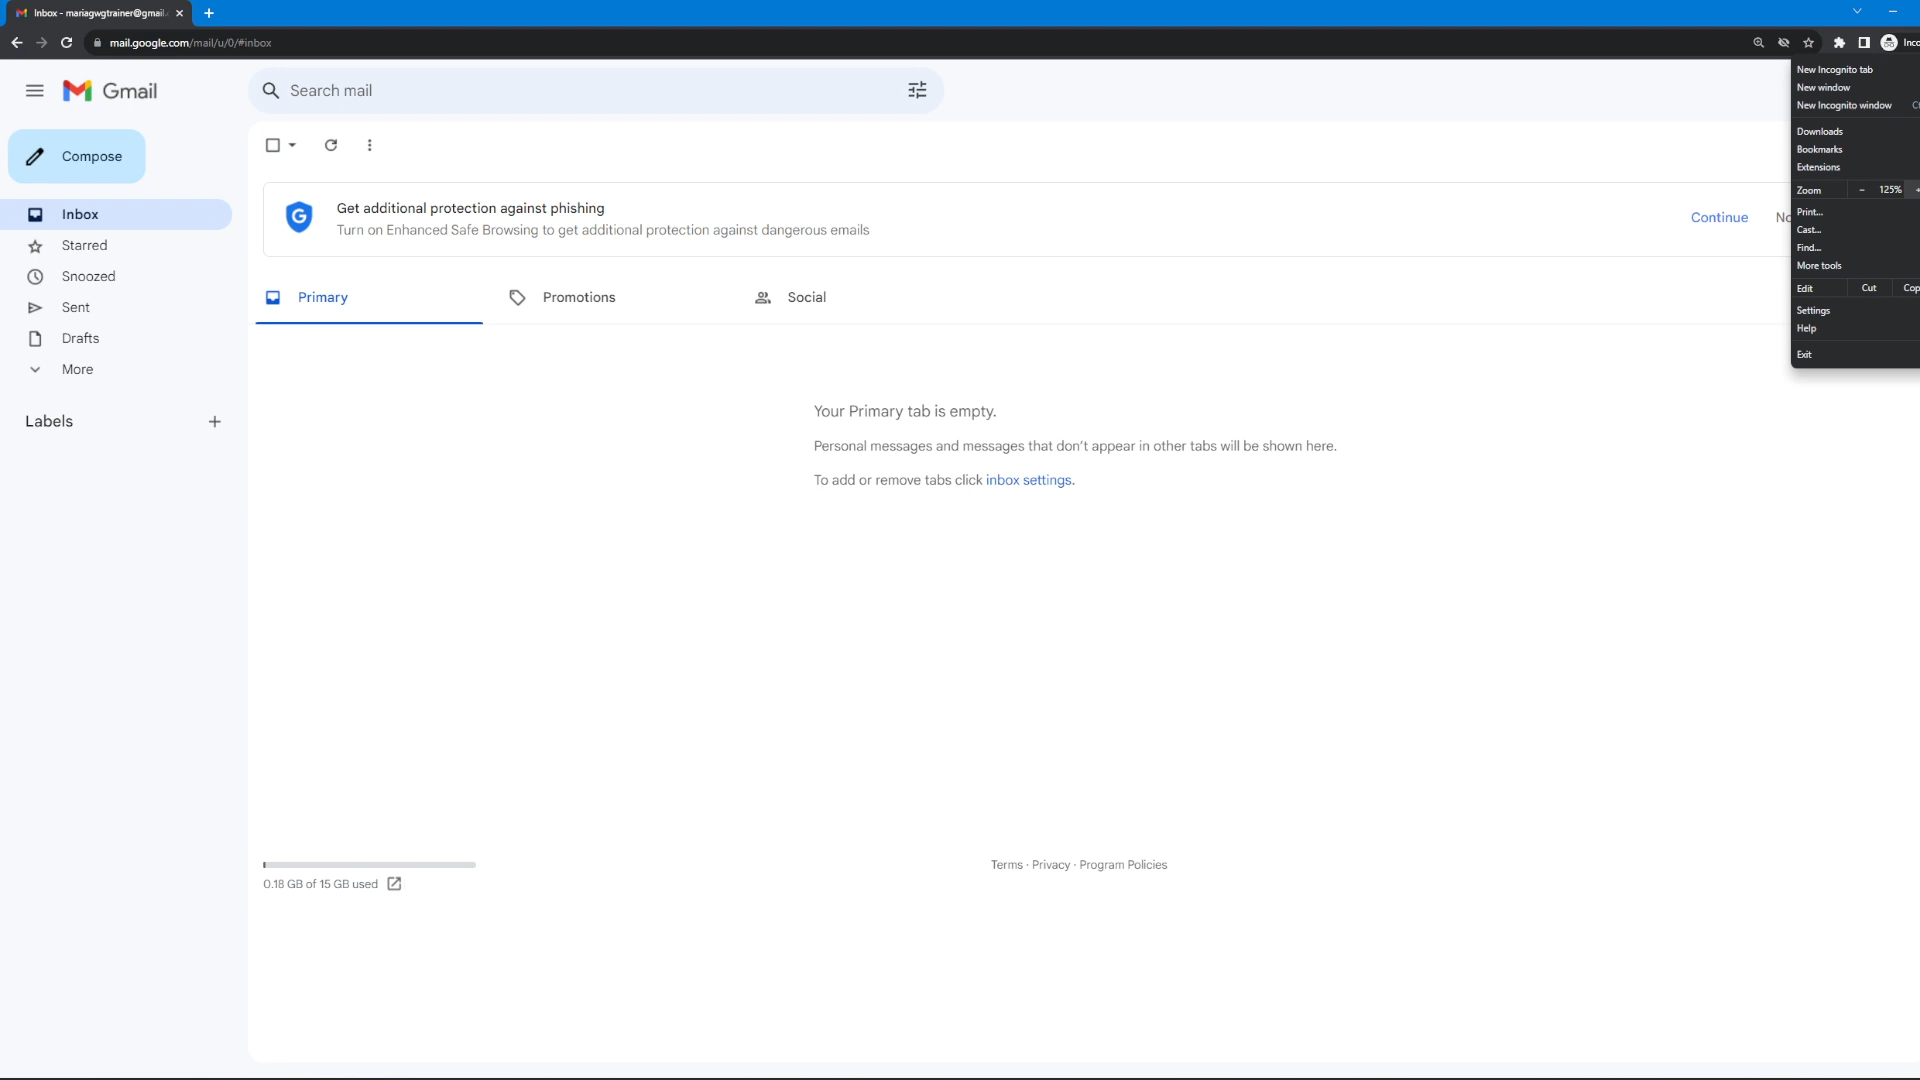 Inbox - mariagwgtrainer@gmail.
mail.google.com/mail/u/0/#inbox
Gmail
Search mail
New Incognito tab
New window
New Incognito window
Downloads
Bookmarks
Extensions
Zoom - 125%
Print...
Cast...
Find...
More tools
Edit Cut
Settings
Help
Exit
Compose
Inbox
Starred
Snoozed
Sent
Drafts
More
Labels
Get additional protection against phishing
Turn on Enhanced Safe Browsing to get additional protection against dangerous emails
Continue
Primary
Promotions
Social
Your Primary tab is empty.
Personal messages and messages that don't appear in other tabs will be shown here.
To add or remove tabs click inbox settings.
0.18 GB of 15 GB used
Terms · Privacy · Program Policies